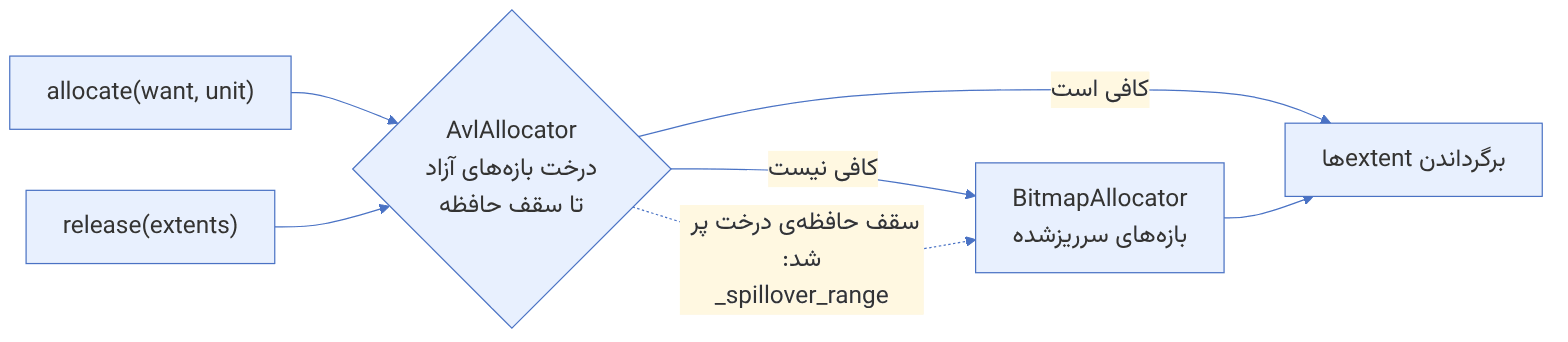 allocate(want, unit)
release(extents)
AvlAllocator
درخت بازه‌های آزاد
تا سقف حافظه
کافی است
کافی نیست
سقف حافظه‌ی درخت پر
شد:
_spillover_range
BitmapAllocator
بازه‌های سرریزشده
برگرداندن extentها